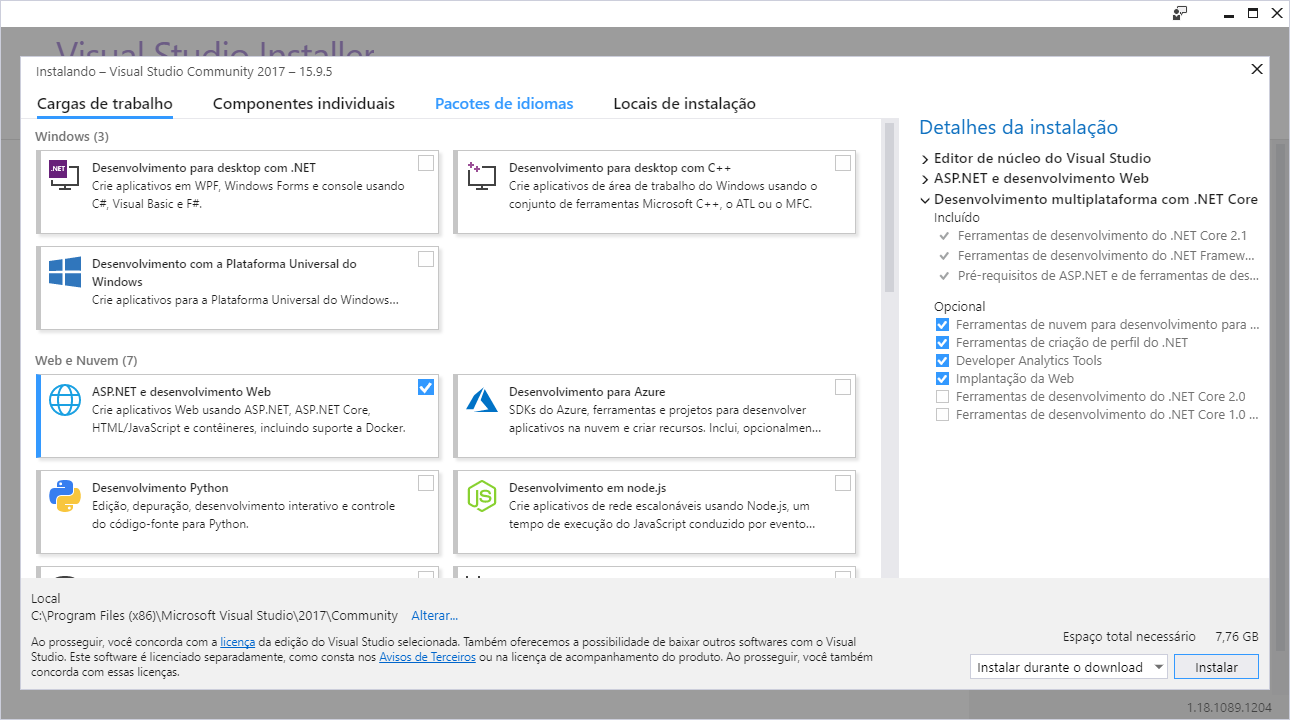 Visual Studio Installer
Instalando – Visual Studio Community 2017 – 15.9.5
Cargas de trabalho
Componentes individuais
Pacotes de idiomas
Locais de instalação
Windows (3)
.NET
Desenvolvimento para desktop com .NET
Crie aplicativos em WPF, Windows Forms e console usando
C#, Visual Basic e F#.
Desenvolvimento para desktop com C++
Crie aplicativos de área de trabalho do Windows usando o
conjunto de ferramentas Microsoft C++, o ATL ou o MFC.
Desenvolvimento com a Plataforma Universal do
Windows
Crie aplicativos para a Plataforma Universal do Windows...
Web e Nuvem (7)
ASP.NET e desenvolvimento Web
Crie aplicativos Web usando ASP.NET, ASP.NET Core,
HTML/JavaScript e contêineres, incluindo suporte a Docker.
Desenvolvimento para Azure
SDKs do Azure, ferramentas e projetos para desenvolver
aplicativos na nuvem e criar recursos. Inclui, opcionalmen...
Desenvolvimento Python
Edição, depuração, desenvolvimento interativo e controle
do código-fonte para Python.
JS
Desenvolvimento em node.js
Crie aplicativos de rede escalonáveis usando Node.js, um
tempo de execução do JavaScript conduzido por evento...
Detalhes da instalação
Editor de núcleo do Visual Studio
ASP.NET e desenvolvimento Web
Desenvolvimento multiplataforma com .NET Core
Incluído
Ferramentas de desenvolvimento do .NET Core 2.1
Ferramentas de desenvolvimento do .NET Framew...
Pré-requisitos de ASP.NET e de ferramentas de des...
Opcional
Ferramentas de nuvem para desenvolvimento para ...
Ferramentas de criação de perfil do .NET
Developer Analytics Tools
Implantação da Web
Ferramentas de desenvolvimento do .NET Core 2.0
Ferramentas de desenvolvimento do .NET Core 1.0 ...
Local
C:\Program Files (x86)\Microsoft Visual Studio\2017\Community Alterar...
Ao prosseguir, você concorda com a licença da edição do Visual Studio selecionada. Também oferecemos a possibilidade de baixar outros softwares com o Visual
Studio. Este software é licenciado separadamente, como consta nos Avisos de Terceiros ou na licença de acompanhamento do produto. Ao prosseguir, você também
concorda com essas licenças.
Espaço total necessário 7,76 GB
Instalar durante o download
Instalar
1.18.1089.1204